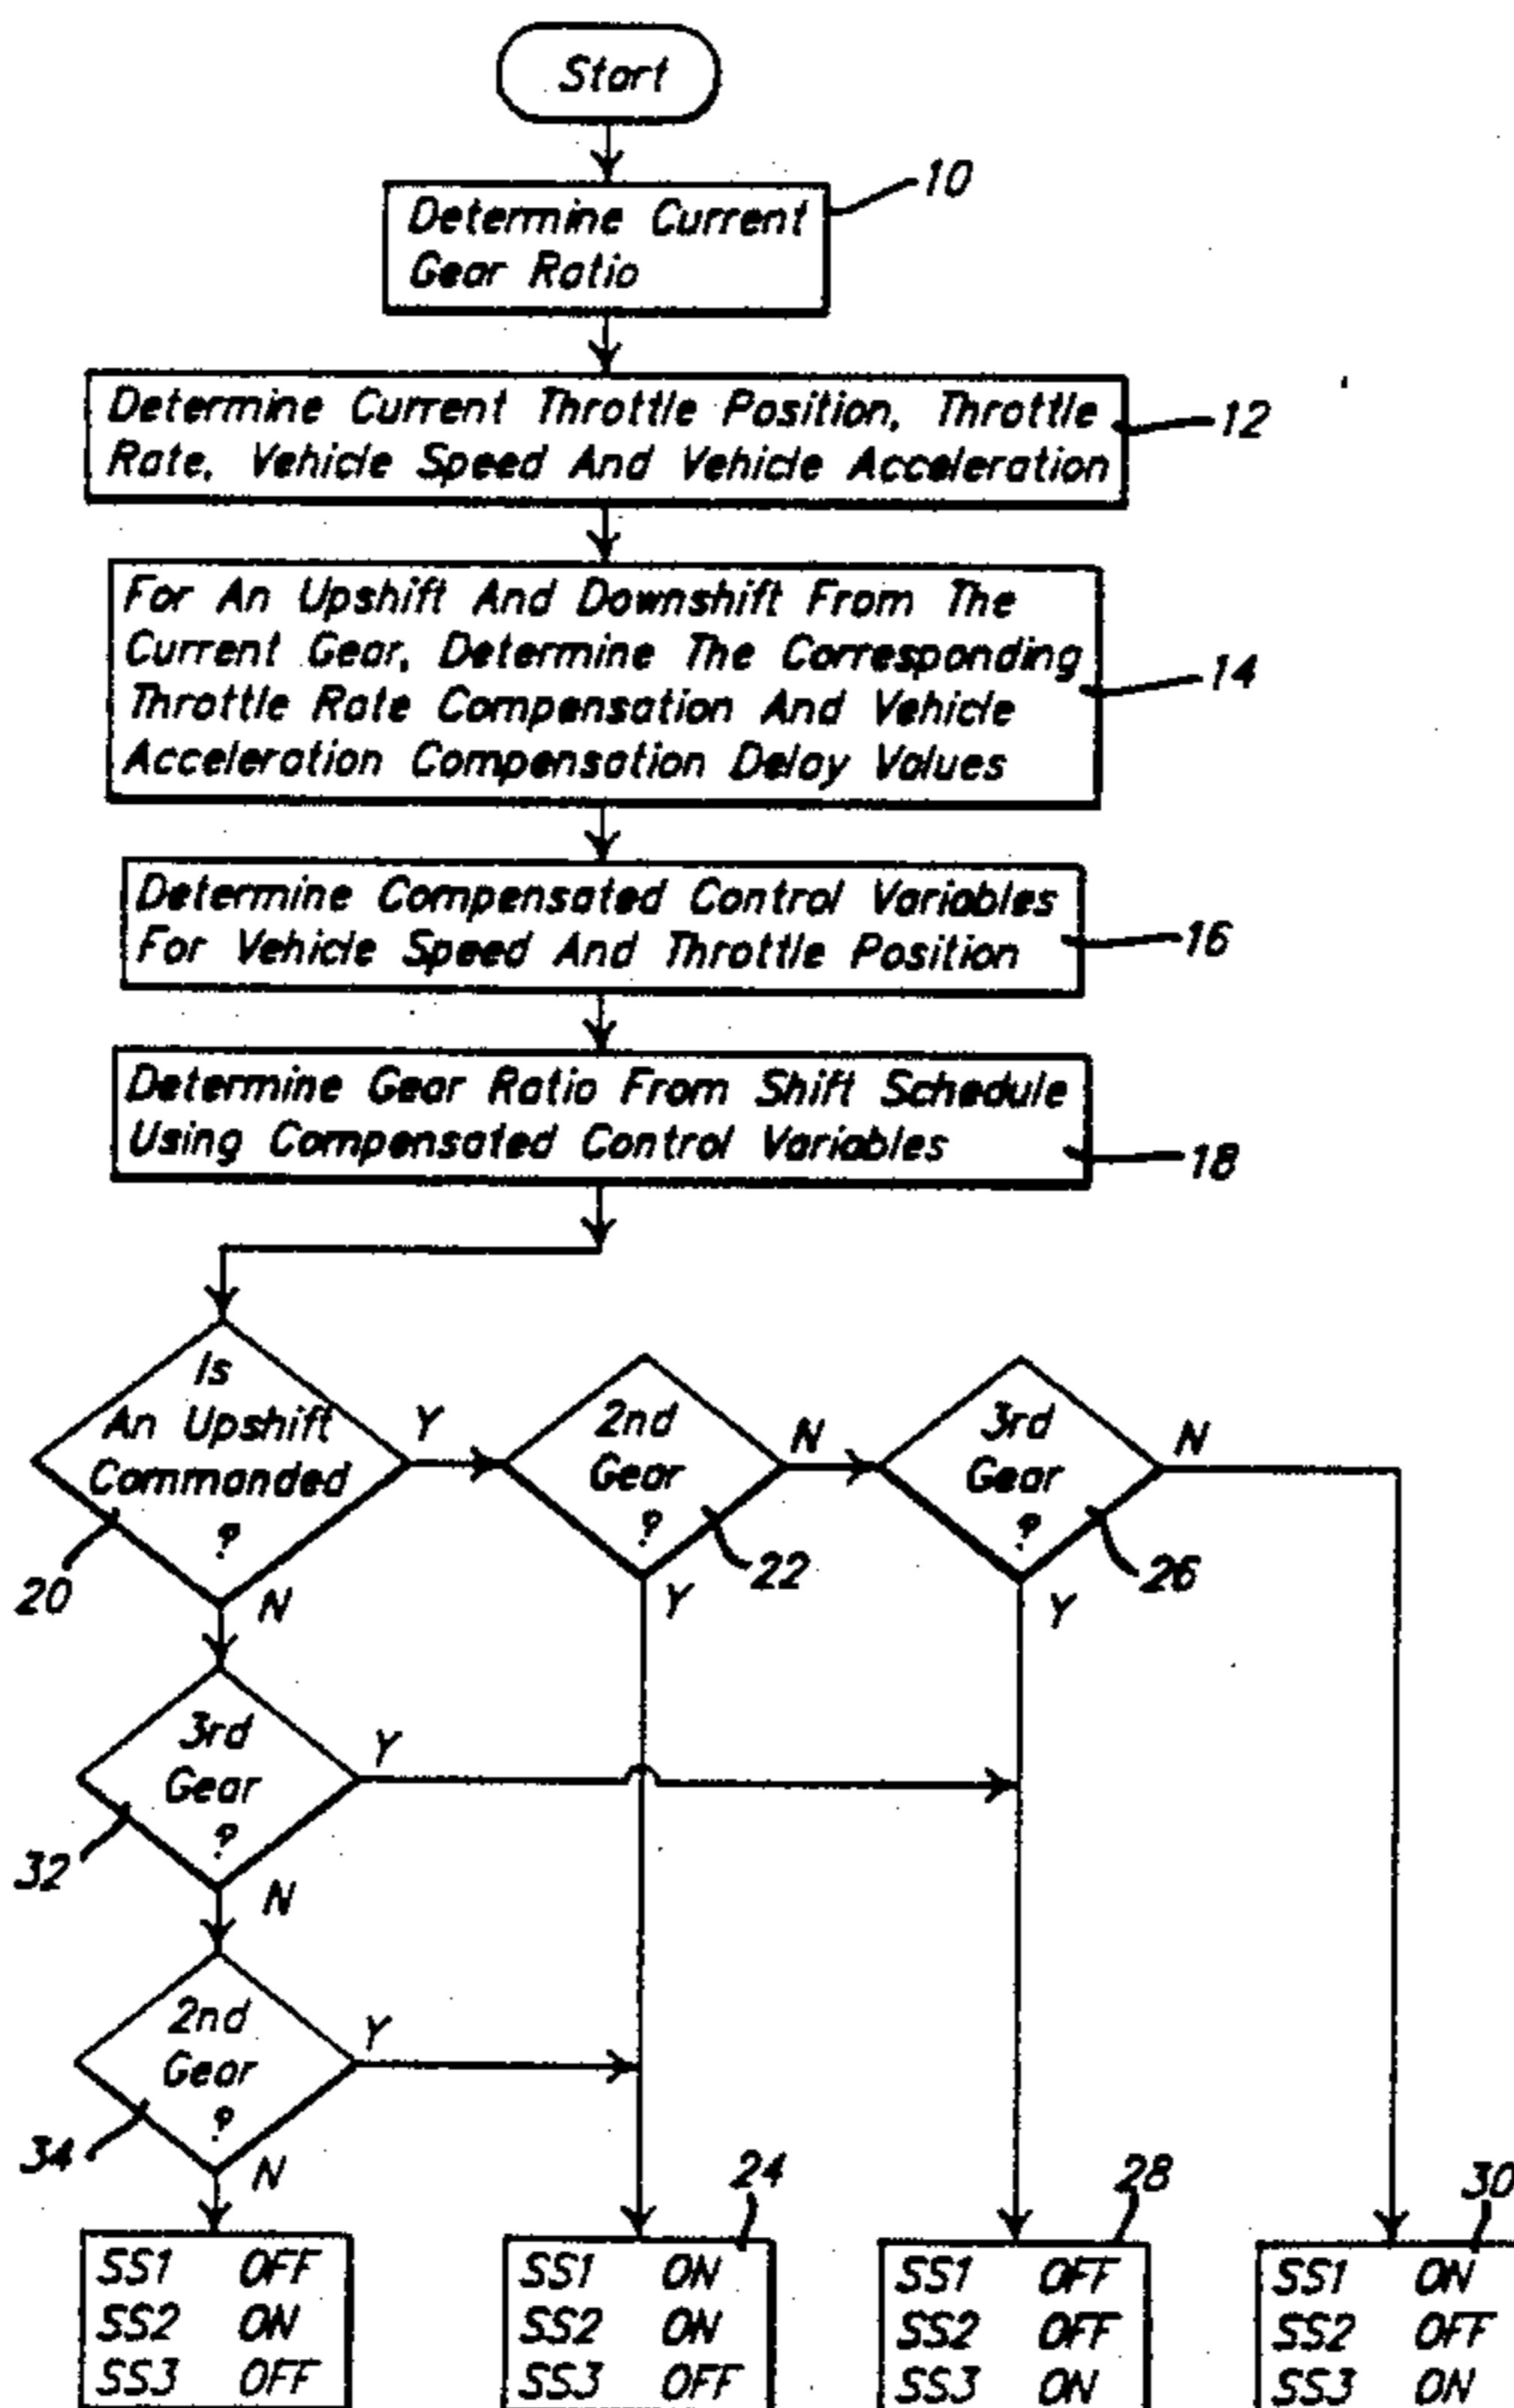 Start
10
Determine Current
Gear Ratio
Determine Current Throttle Position, Throttle
Rate, Vehicle Speed And Vehicle Acceleration
12
For An Upshift And Downshift From The
Current Gear, Determine The Corresponding
Throttle Rate Compensation And Vehicle
Acceleration Compensation Delay Values
14
Determine Compensated Control Variables
For Vehicle Speed And Throttle Position
16
Determine Gear Ratio From Shift Schedule
Using Compensated Control Variables
18
Is
An Upshift
Commanded
?
20
Y
N
2nd
Gear
?
22
N
Y
3rd
Gear
?
26
N
Y
3rd
Gear
?
32
Y
N
2nd
Gear
?
34
Y
N
SS1 OFF
SS2 ON
SS3 OFF
24
SS1 ON
SS2 ON
SS3 OFF
28
SS1 OFF
SS2 OFF
SS3 ON
30
SS1 ON
SS2 OFF
SS3 ON